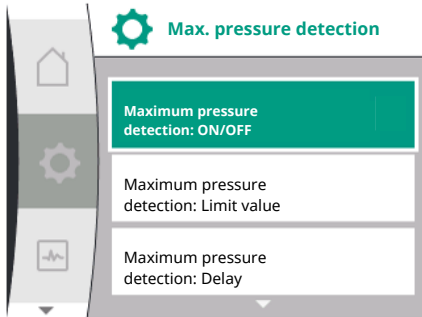 Max. pressure detection
Maximum pressure
detection: ON/OFF
Maximum pressure
detection: Limit value
Maximum pressure
detection: Delay